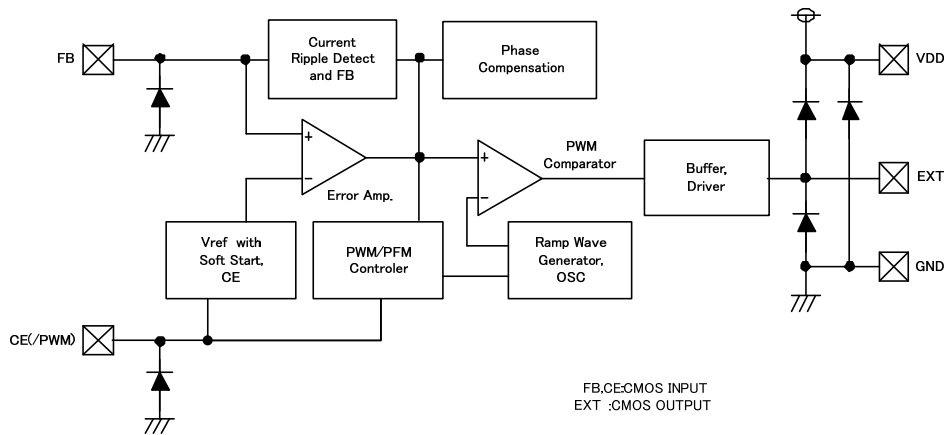 FB
Current
Ripple Detect
and FB
Phase
Compensation
VDD
+
−
Error Amp.
+
−
PWM
Comparator
Buffer,
Driver
EXT
Vref with
Soft Start,
CE
PWM/PFM
Controler
Ramp Wave
Generator,
OSC
GND
CE(/PWM)
FB,CE:CMOS INPUT
EXT :CMOS OUTPUT